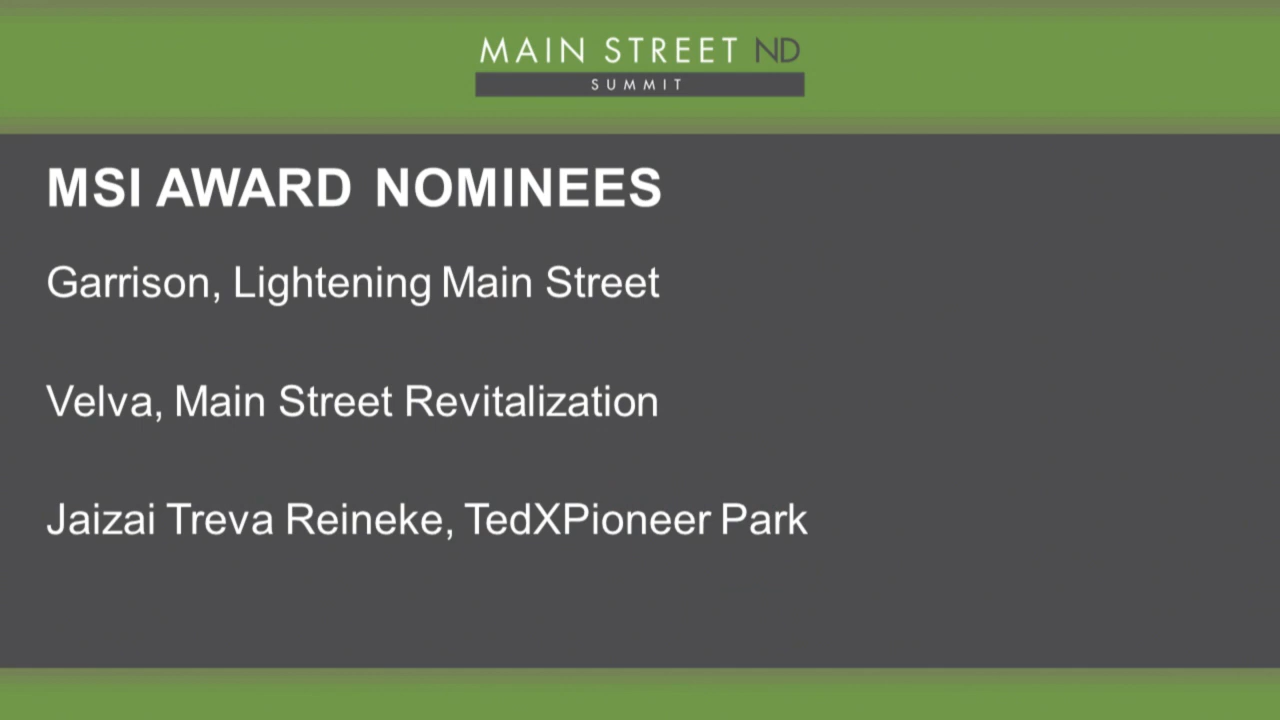 MAIN STREET ND
SUMMIT
MSI AWARD NOMINEES
Garrison, Lightening Main Street
Velva, Main Street Revitalization
Jaizai Treva Reineke, TedXPioneer Park